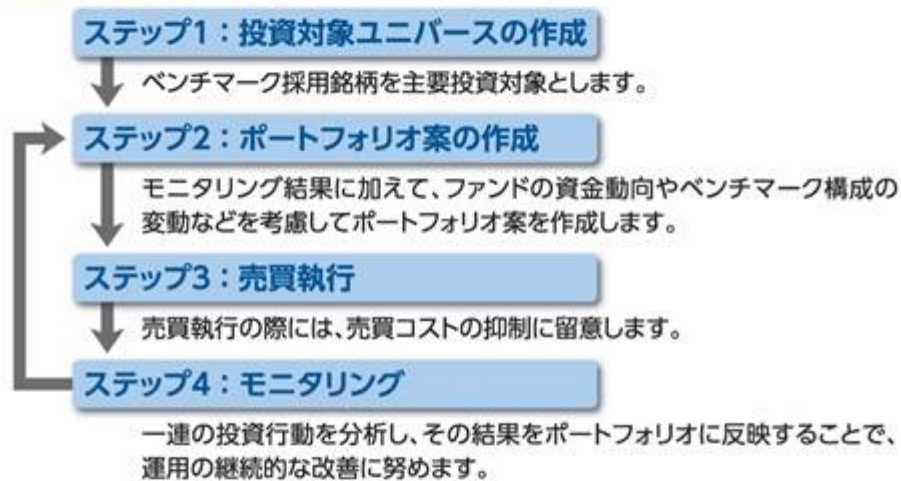 ステップ1：投資対象ユニバースの作成
ベンチマーク採用銘柄を主要投資対象とします。
ステップ2：ポートフォリオ案の作成
モニタリング結果に加えて、ファンドの資金動向やベンチマーク構成の
変動などを考慮してポートフォリオ案を作成します。
ステップ3：売買執行
売買執行の際には、売買コストの抑制に留意します。
ステップ4：モニタリング
一連の投資行動を分析し、その結果をポートフォリオに反映することで、
運用の継続的な改善に努めます。